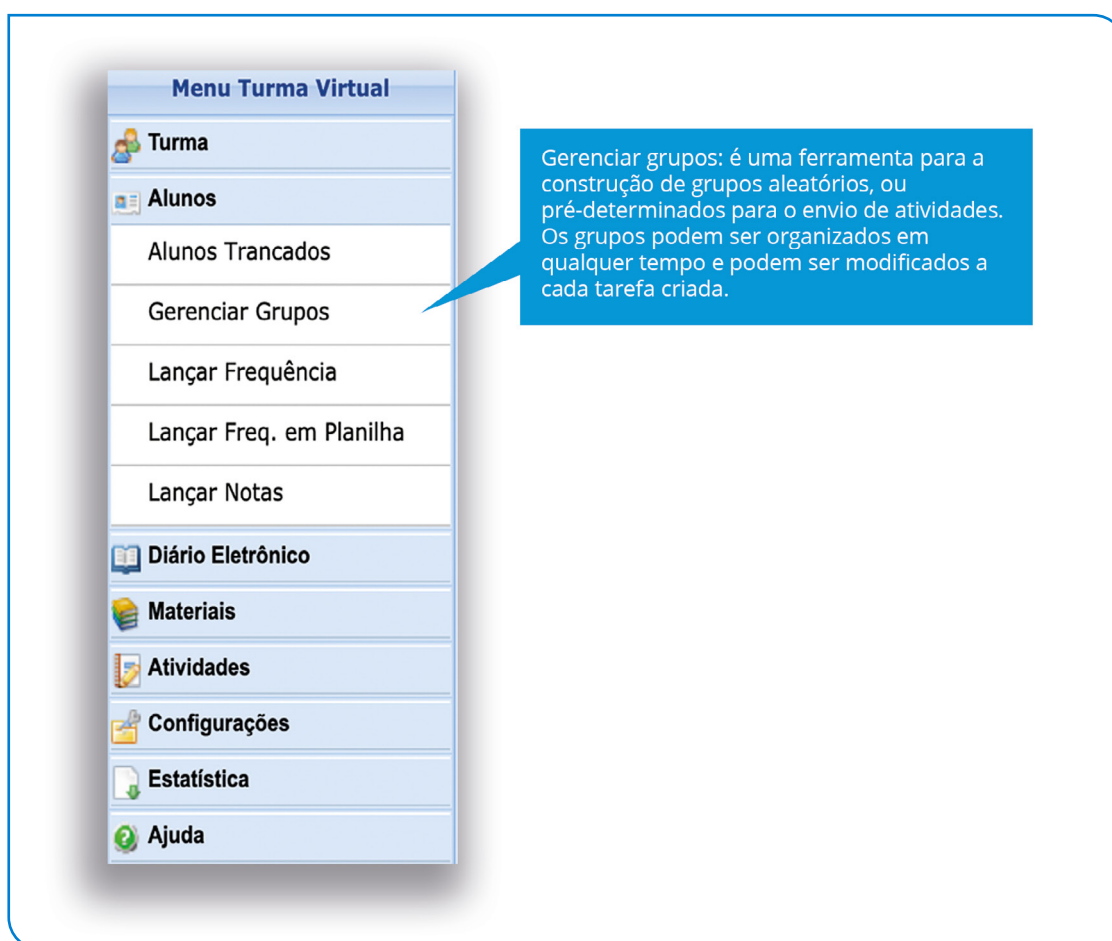 Menu Turma Virtual
Turma
Alunos
Alunos Trancados
Gerenciar Grupos
Lançar Frequência
Lançar Freq. em Planilha
Lançar Notas
Diário Eletrônico
Materiais
Atividades
Configurações
Estatística
Ajuda
Gerenciar grupos: é uma ferramenta para a
construção de grupos aleatórios, ou
pré-determinados para o envio de atividades.
Os grupos podem ser organizados em
qualquer tempo e podem ser modificados a
cada tarefa criada.